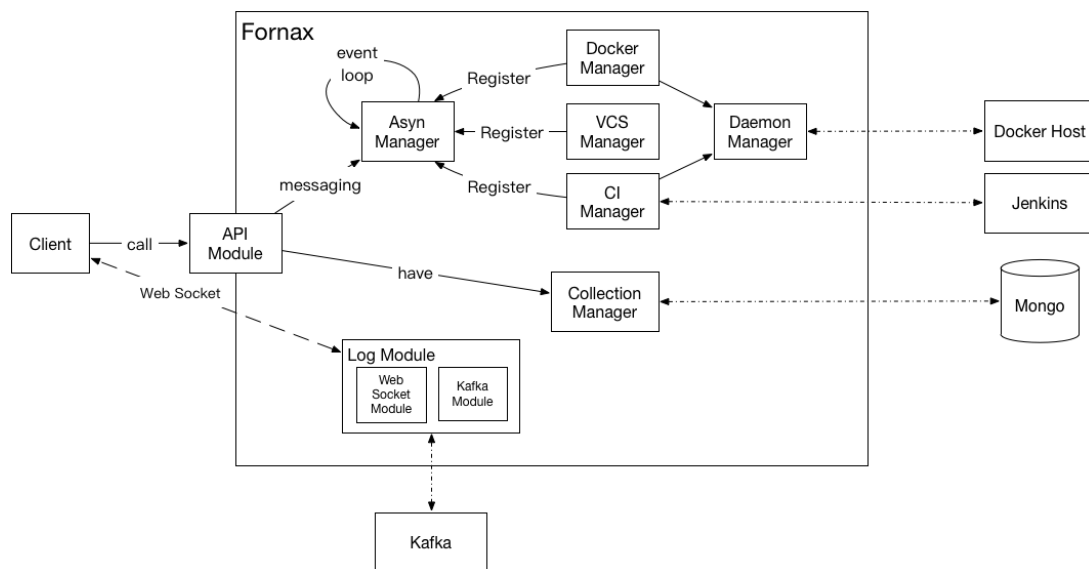 Fornax
event
loop
Register
Docker
Manager
Asyn
Manager
Register
VCS
Manager
Daemon
Manager
Docker Host
messaging
Register
CI
Manager
Jenkins
Client
call
API
Module
have
Web Socket
Collection
Manager
Mongo
Log Module
Web
Socket
Module
Kafka
Module
Kafka